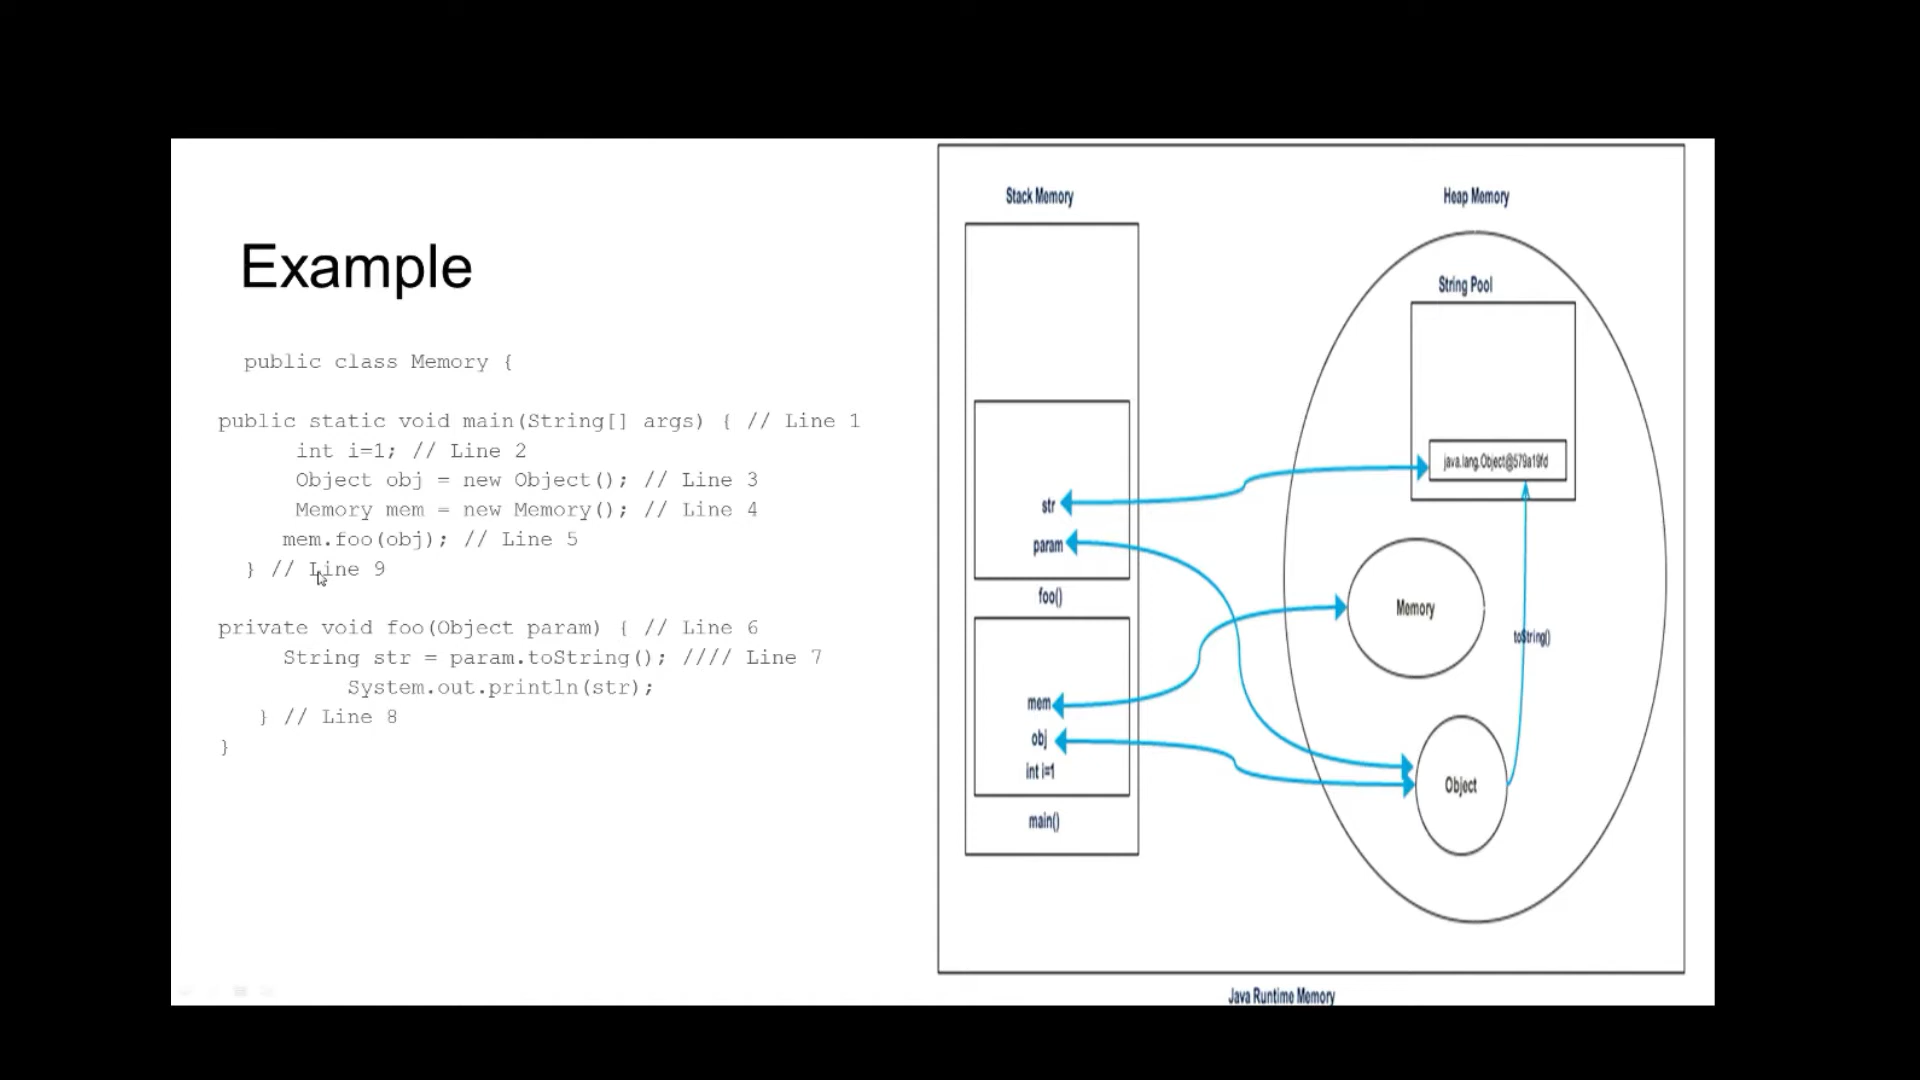 Example
public class Memory {
public static void main(String[] args) { // Line 1
int i=1; // Line 2
Object obj = new Object(); // Line 3
Memory mem = new Memory(); // Line 4
mem.foo(obj); // Line 5
} // Line 9
private void foo(Object param) { // Line 6
String str = param.toString(); //// Line 7
System.out.println(str);
} // Line 8
}
Stack Memory
Heap Memory
String Pool
java.lang.Object@579a19fd
str
param
foo()
Memory
toString()
mem
obj
int i=1
Object
main()
Java Runtime Memory